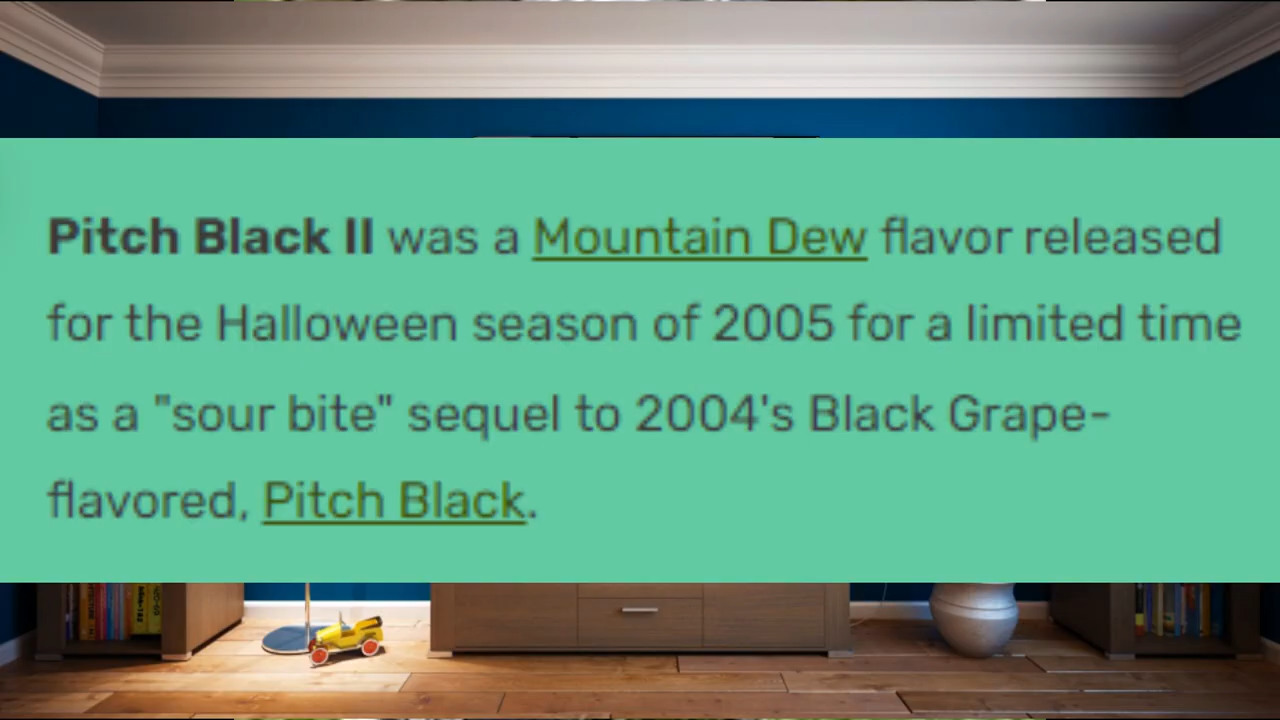 Pitch Black II was a Mountain Dew flavor released
for the Halloween season of 2005 for a limited time
as a "sour bite" sequel to 2004's Black Grape-
flavored, Pitch Black.